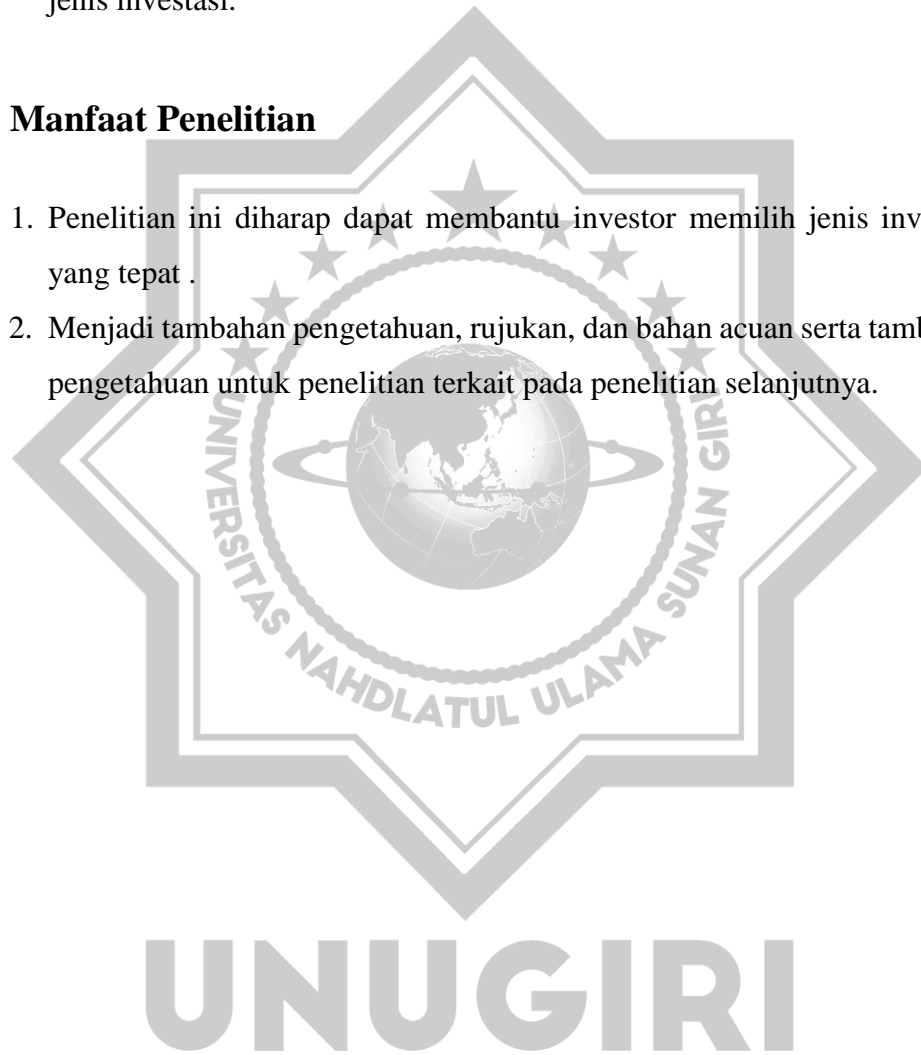 jenis investasi.
Manfaat Penelitian
1. Penelitian ini diharap dapat membantu investor memilih jenis inv
yang tepat .
2. Menjadi tambahan pengetahuan, rujukan, dan bahan acuan serta tamb
pengetahuan untuk penelitian terkait pada penelitian selanjutnya.
UNIVERSITAS NAHDLATUL ULAMA SUNAN GIRI
UNUGIRI